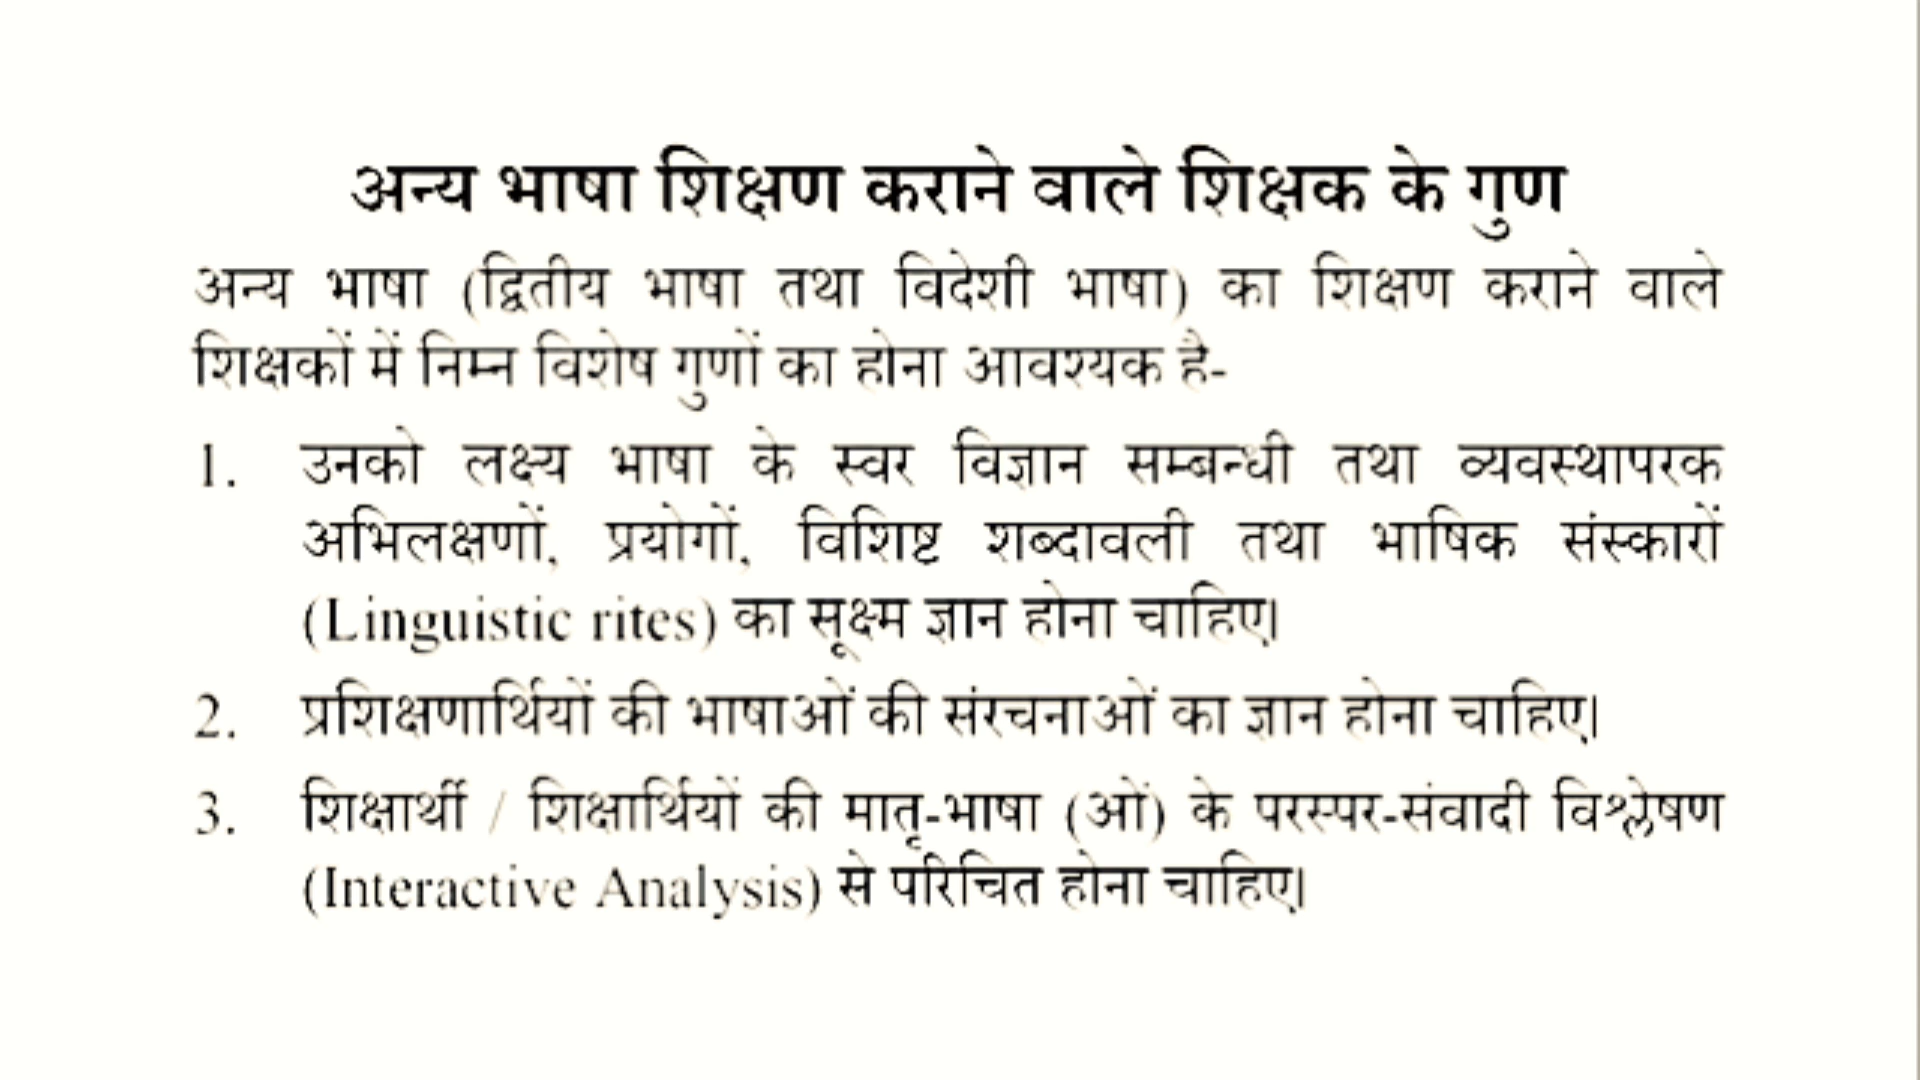 अन्य भाषा शिक्षण कराने वाले शिक्षक के गुण
अन्य भाषा (द्वितीय भाषा तथा विदेशी भाषा) का शिक्षण कराने वाले
शिक्षकों में निम्न विशेष गुणों का होना आवश्यक है-
1. उनको लक्ष्य भाषा के स्वर विज्ञान सम्बन्धी तथा व्यवस्थापरक
अभिलक्षणों, प्रयोगों, विशिष्ट शब्दावली तथा भाषिक संस्कारों
(Linguistic rites) का सूक्ष्म ज्ञान होना चाहिए।
2. प्रशिक्षणार्थियों की भाषाओं की संरचनाओं का ज्ञान होना चाहिए।
3. शिक्षार्थी / शिक्षार्थियों की मातृ-भाषा (ओं) के परस्पर-संवादी विश्लेषण
(Interactive Analysis) से परिचित होना चाहिए।